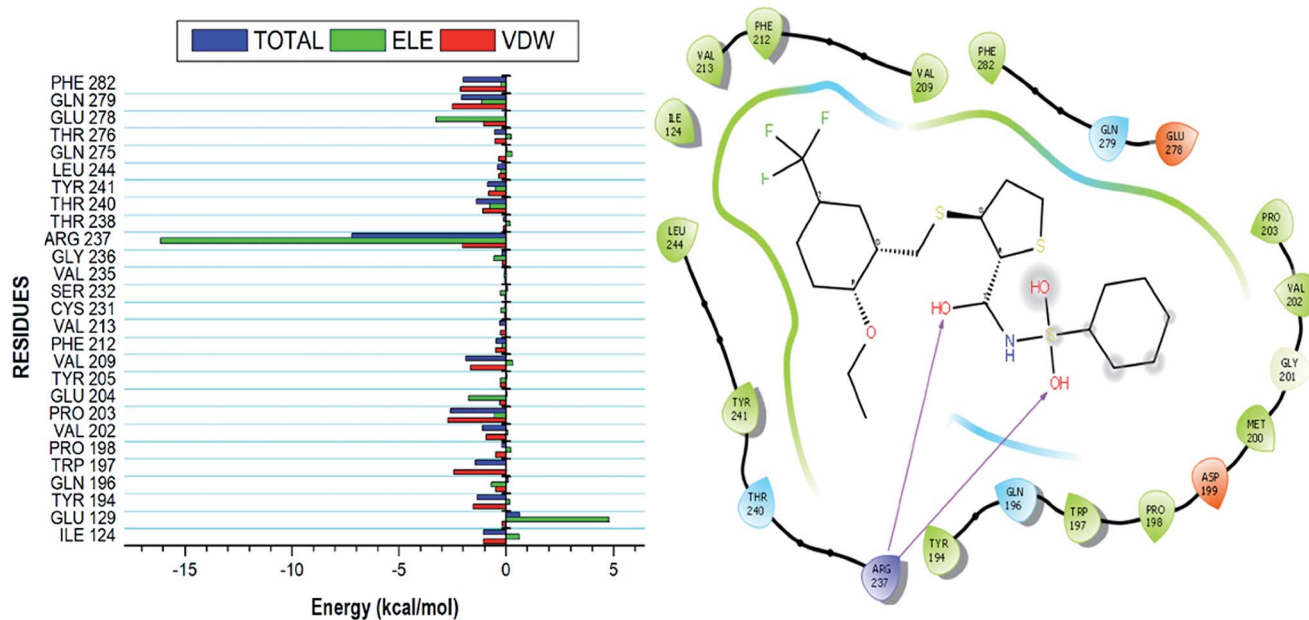 TOTAL ELE VDW
RESIDUES
PHE 282
GLN 279
GLU 278
THR 276
GLN 275
LEU 244
TYR 241
THR 240
THR 238
ARG 237
GLY 236
VAL 235
SER 232
CYS 231
VAL 213
PHE 212
VAL 209
TYR 205
GLU 204
PRO 203
VAL 202
PRO 198
TRP 197
GLN 196
TYR 194
GLU 129
ILE 124
-15 -10 -5 0 5
Energy (kcal/mol)
VAL
213
PHE
212
VAL
209
PHE
282
GLN
279
GLU
278
ILE
124
F
F
S
S
LEU
244
PRO
203
VAL
202
GLY
201
MET
200
ASP
199
PRO
198
TRP
197
GLN
196
TYR
194
HO
HO
N
H
S
OH
O
TYR
241
THR
240
ARG
237